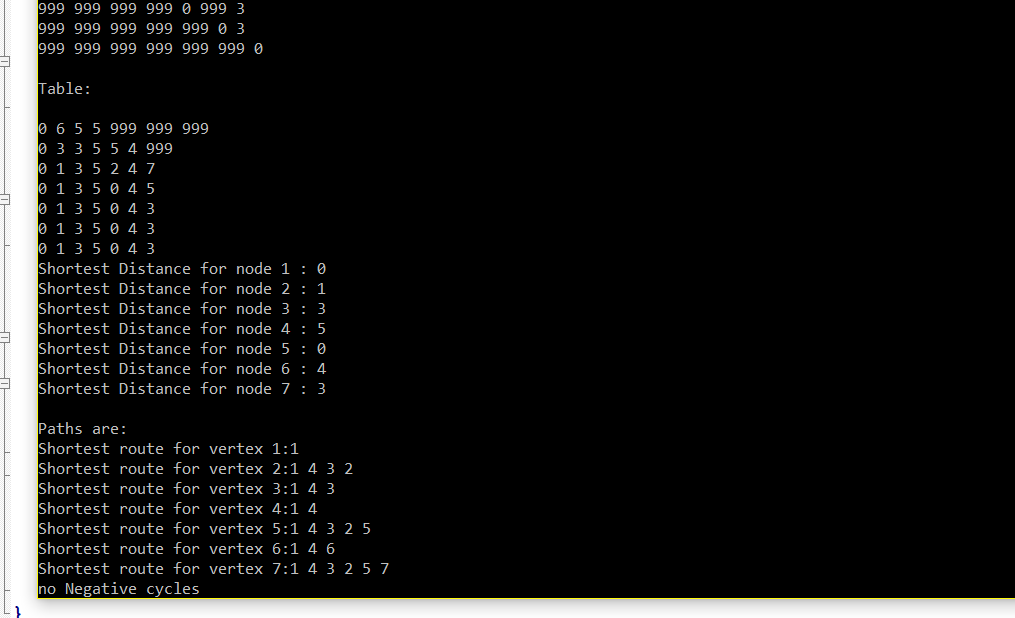 999 999 999 999 0 999 3
999 999 999 999 999 0 3
999 999 999 999 999 999 0
Table:
0 6 5 5 999 999 999
0 3 3 5 5 4 999
0 1 3 5 2 4 7
0 1 3 5 0 4 5
0 1 3 5 0 4 3
0 1 3 5 0 4 3
0 1 3 5 0 4 3
Shortest Distance for node 1 : 0
Shortest Distance for node 2 : 1
Shortest Distance for node 3 : 3
Shortest Distance for node 4 : 5
Shortest Distance for node 5 : 0
Shortest Distance for node 6 : 4
Shortest Distance for node 7 : 3
Paths are:
Shortest route for vertex 1:1
Shortest route for vertex 2:1 4 3 2
Shortest route for vertex 3:1 4 3
Shortest route for vertex 4:1 4
Shortest route for vertex 5:1 4 3 2 5
Shortest route for vertex 6:1 4 6
Shortest route for vertex 7:1 4 3 2 5 7
no Negative cycles
}